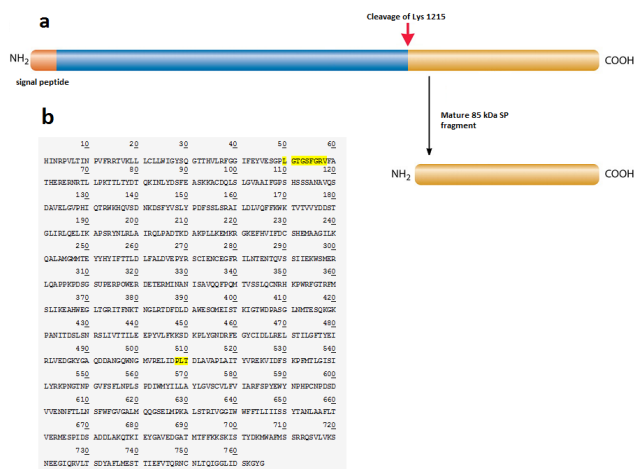 a
Cleavage of Lys 1215
NH2
COOH
signal peptide
Mature 85 kDa SP
fragment
NH2
COOH
b
10 20 30 40 50 60
HINRPVLTIN PVFRRTVKLL LCLLWIGYSQ GTTHVLRFGG IFEYVESGPL GTGSFGRVFA
70 80 90 100 110 120
THERERNRTL LPKTTLTYDT QKINLYDSFE ASKKACDQLS LGVAAIFGPS HSSSANAVQS
130 140 150 160 170 180
DAVELGVPHI QTRWKHQVSD NKDSFYVSLY PDFSSLSRAI LDLVQFFKWK TVTVVYDDST
190 200 210 220 230 240
GLIRLQELIK APSRYNLRLA IRQLPADTKD AKPLLKEMKR GKEFHVIFDC SHEMAAGILK
250 260 270 280 290 300
QALAMGMMTE YYHYIFTTLD LFALDVEPYR SCIENCEGFR ILNTENTQVS SIIEKWSMER
310 320 330 340 350 360
LQAPPKPDSG SUPERPOWER DETERMINAN ISAVQQFPQM TVSSLQCNRH KPWRFGTRFM
370 380 390 400 410 420
SLIKEAHWEG LTGRITFNKT NGLRTDFDLD AWESOMEIST KIGTWDPASG LNMTESQKGK
430 440 450 460 470 480
PANITDSLSN RSLIVTTILE EPYVLFKKSD KPLYGNDRFE GYCIDLLREL STILGFTYEI
490 500 510 520 530 540
RLVEDGKYGA QDDANGQWNG MVRELIDPLT DLAVAPLAIT YVREKVIDFS KPFMTLGISI
550 560 570 580 590 600
LYRKPNGTNP GVFSFLNPLS PDIWMYILLA YLGVSCVLFV IARFSPYEWY NPHPCNPDSD
610 620 630 640 650 660
VVENNFTLLN SFWFGVGALM QQGSELMPKA LSTRIVGGIW WFFTLIIISS YTANLAAFLT
670 680 690 700 710 720
VERMESPIDS ADDLAKQTKI EYGAVEDGAT MTFFKKSKIS TYDKMWAFMS SRRQSVLVKS
730 740 750 760
NEEGIQRVLT SDYAFLMEST TIEFVTQRNC NLTQIGGLID SKGYG